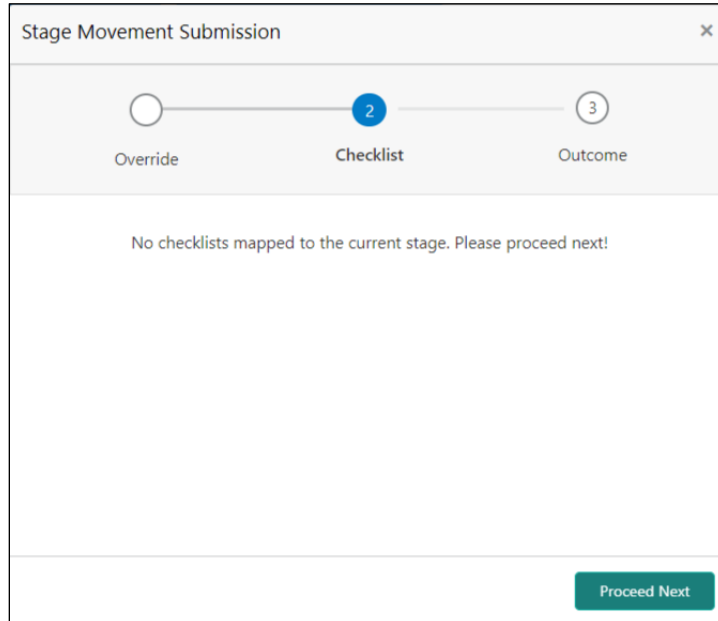 Stage Movement Submission ×
2 3
Override Checklist Outcome
No checklists mapped to the current stage. Please proceed next!
Proceed Next